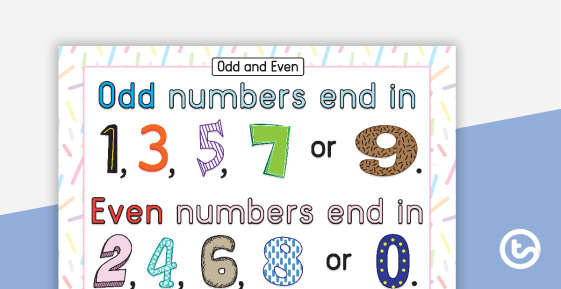 Odd and Even
Odd numbers end in
1, 3, 5, 7 or 9.
Even numbers end in
2, 4, 6, 8 or 0.
t